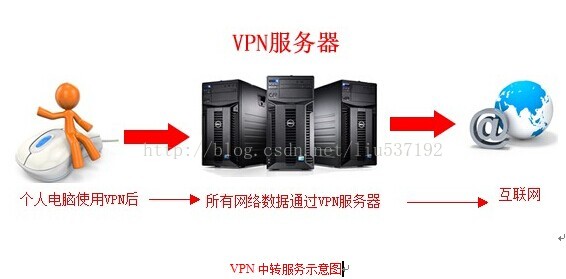 VPN服务器
http://blog.csdn.net/liu537192
个人电脑使用VPN后
所有网络数据通过VPN服务器
互联网
VPN 中转服务示意图